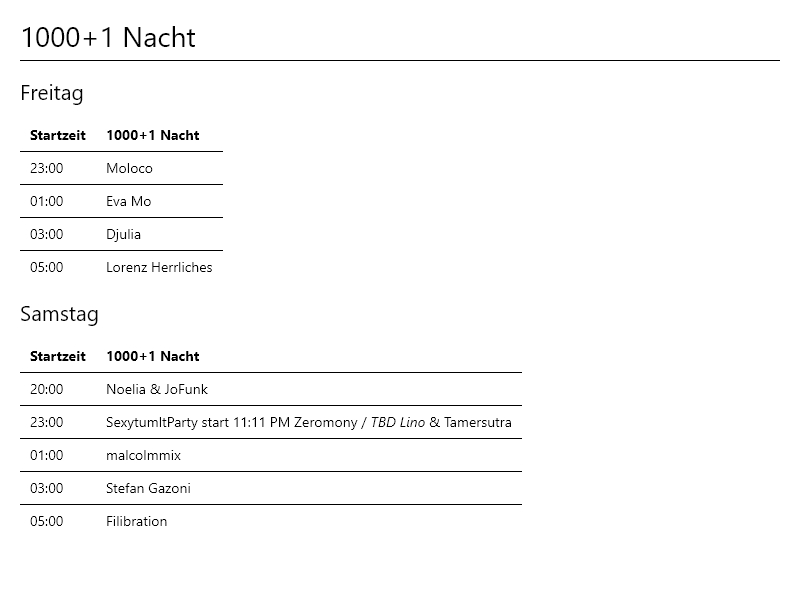 1000+1 Nacht
Freitag
Startzeit 1000+1 Nacht
23:00 Moloco
01:00 Eva Mo
03:00 Djulia
05:00 Lorenz Herrliches
Samstag
Startzeit 1000+1 Nacht
20:00 Noelia & JoFunk
23:00 SexytumItParty start 11:11 PM Zeromony / TBD Lino & Tamersutra
01:00 malcolmmix
03:00 Stefan Gazoni
05:00 Filibration